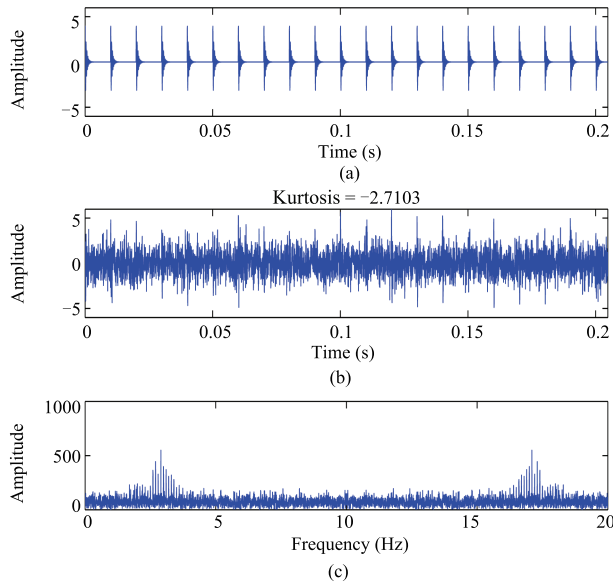 5
0
−5
Amplitude
0
0.05
0.1
0.15
0.2
Time (s)
(a)
Kurtosis = −2.7103
5
0
−5
Amplitude
0
0.05
0.1
0.15
0.2
Time (s)
(b)
1000
500
0
Amplitude
0
5
10
15
20
Frequency (Hz)
(c)